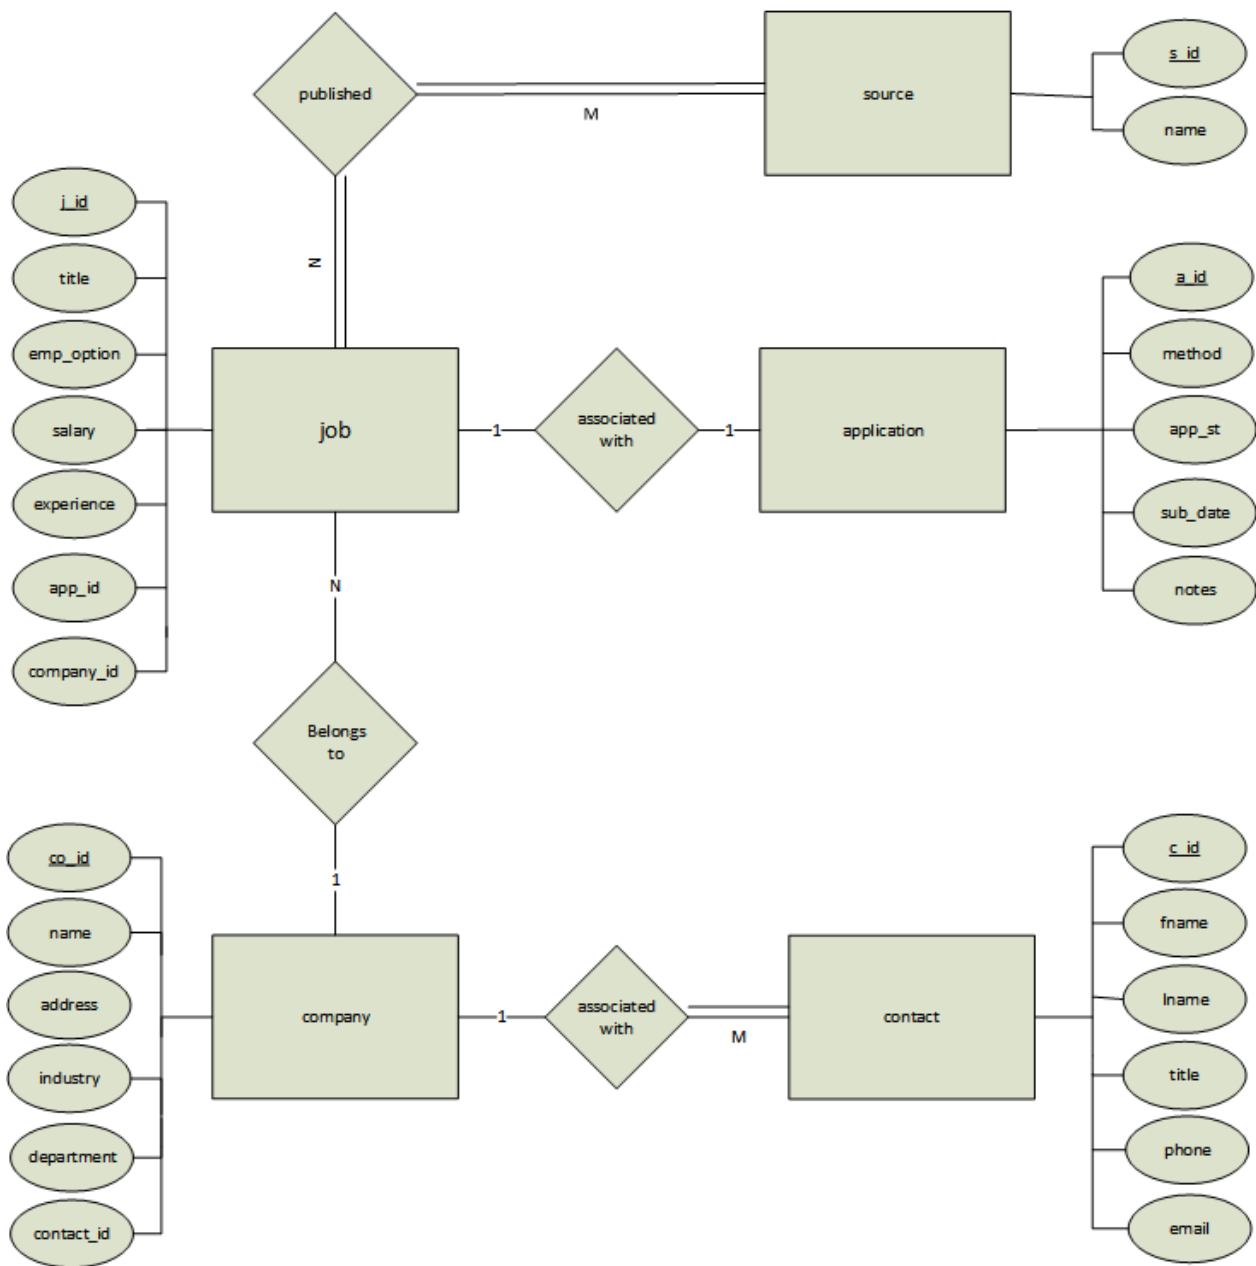 published
M
source
s_id
name
N
j_id
title
emp_option
salary
experience
app_id
company_id
job
1
associated
with
1
application
a_id
method
app_st
sub_date
notes
N
Belongs
to
1
co_id
name
address
industry
department
contact_id
company
1
associated
with
M
contact
c_id
fname
lname
title
phone
email